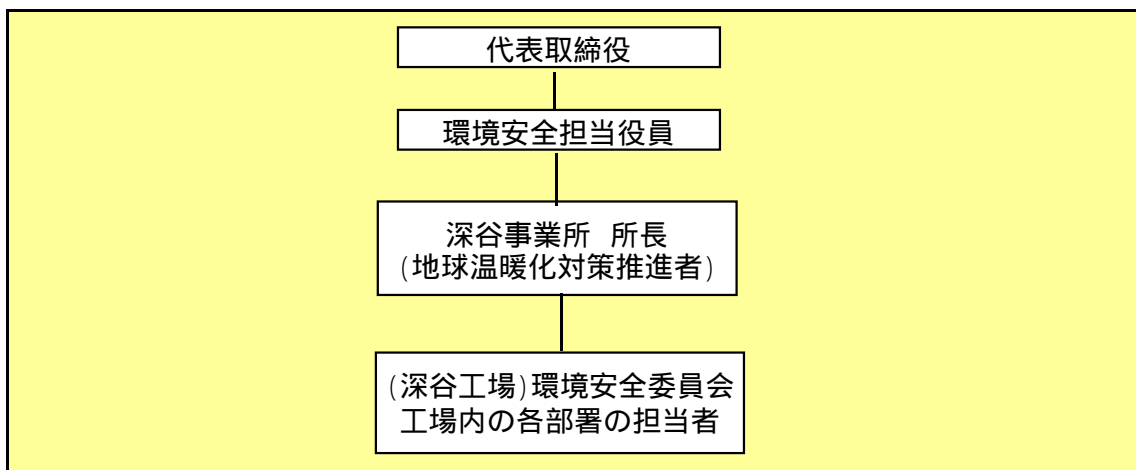 代表取締役
環境安全担当役員
深谷事業所 所長
(地球温暖化対策推進者)
(深谷工場)環境安全委員会
工場内の各部署の担当者